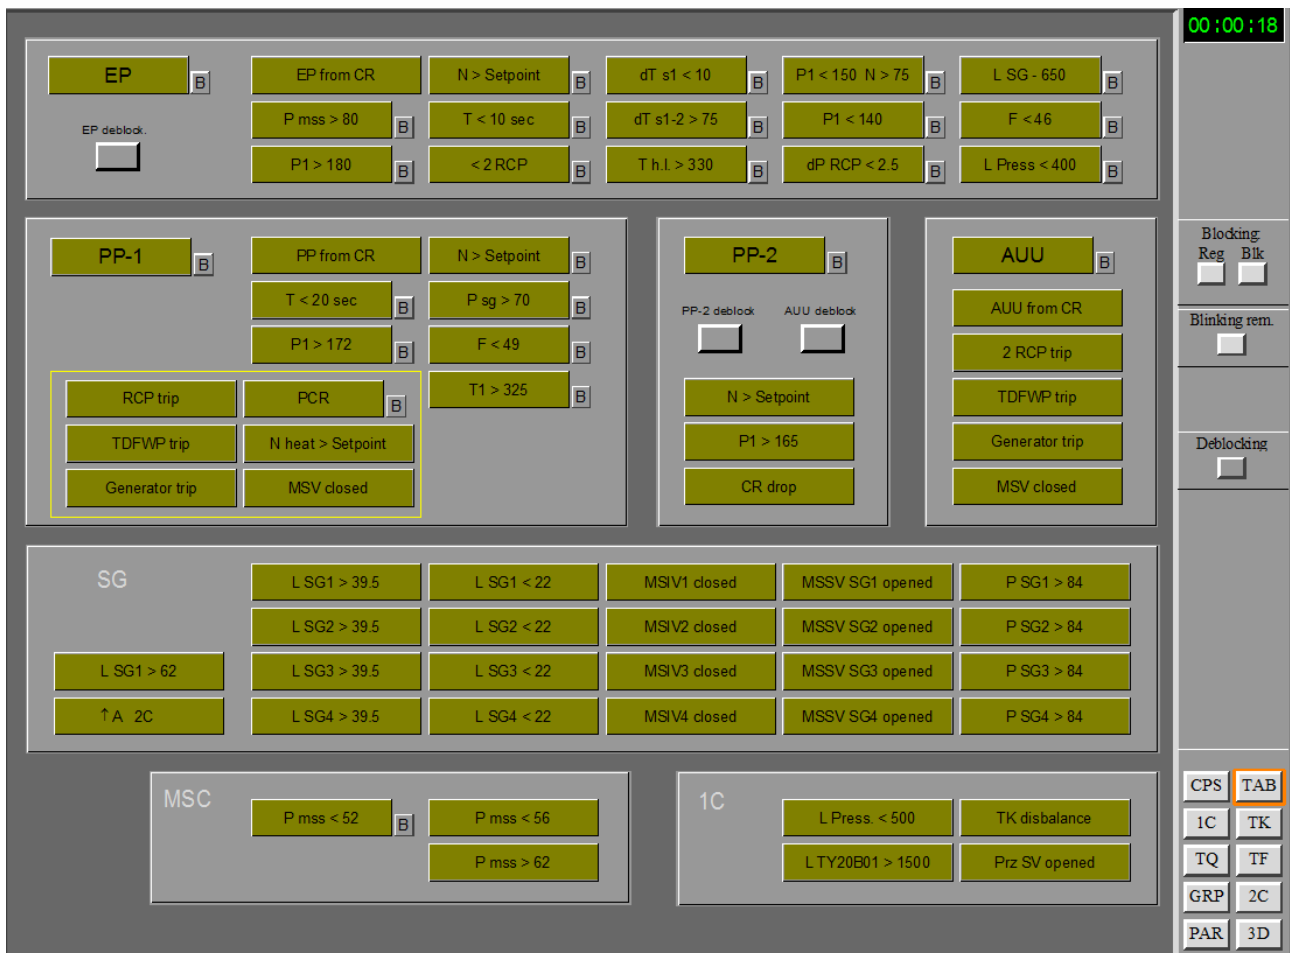 00:00:18
EP B EP from CR N > Setpoint B dT s1 < 10 B P1 < 150 N > 75 B L SG - 650 B
EP deblock. P mss > 80 B T < 10 sec B dT s1-2 > 75 B P1 < 140 B F < 46 B
P1 > 180 B < 2 RCP B T h.l. > 330 B dP RCP < 2.5 B L Press < 400 B
PP-1 B PP from CR N > Setpoint B
T < 20 sec B P sg > 70 B
P1 > 172 B F < 49 B
T1 > 325 B
RCP trip PCR B
TDFWP trip N heat > Setpoint
Generator trip MSV closed
PP-2 B
PP-2 deblock AUU deblock
N > Setpoint
P1 > 165
CR drop
AUU B
AUU from CR
2 RCP trip
TDFWP trip
Generator trip
MSV closed
Blocking:
Reg Blk
Blinking rem.
Deblocking
SG L SG1 > 39.5 L SG1 < 22 MSIV1 closed MSSV SG1 opened P SG1 > 84
L SG2 > 39.5 L SG2 < 22 MSIV2 closed MSSV SG2 opened P SG2 > 84
L SG1 > 62 L SG3 > 39.5 L SG3 < 22 MSIV3 closed MSSV SG3 opened P SG3 > 84
↑A 2C L SG4 > 39.5 L SG4 < 22 MSIV4 closed MSSV SG4 opened P SG4 > 84
MSC P mss < 52 B P mss < 56
P mss > 62
1C L Press. < 500 TK disbalance
L TY20B01 > 1500 Prz SV opened
CPS TAB
1C TK
TQ TF
GRP 2C
PAR 3D